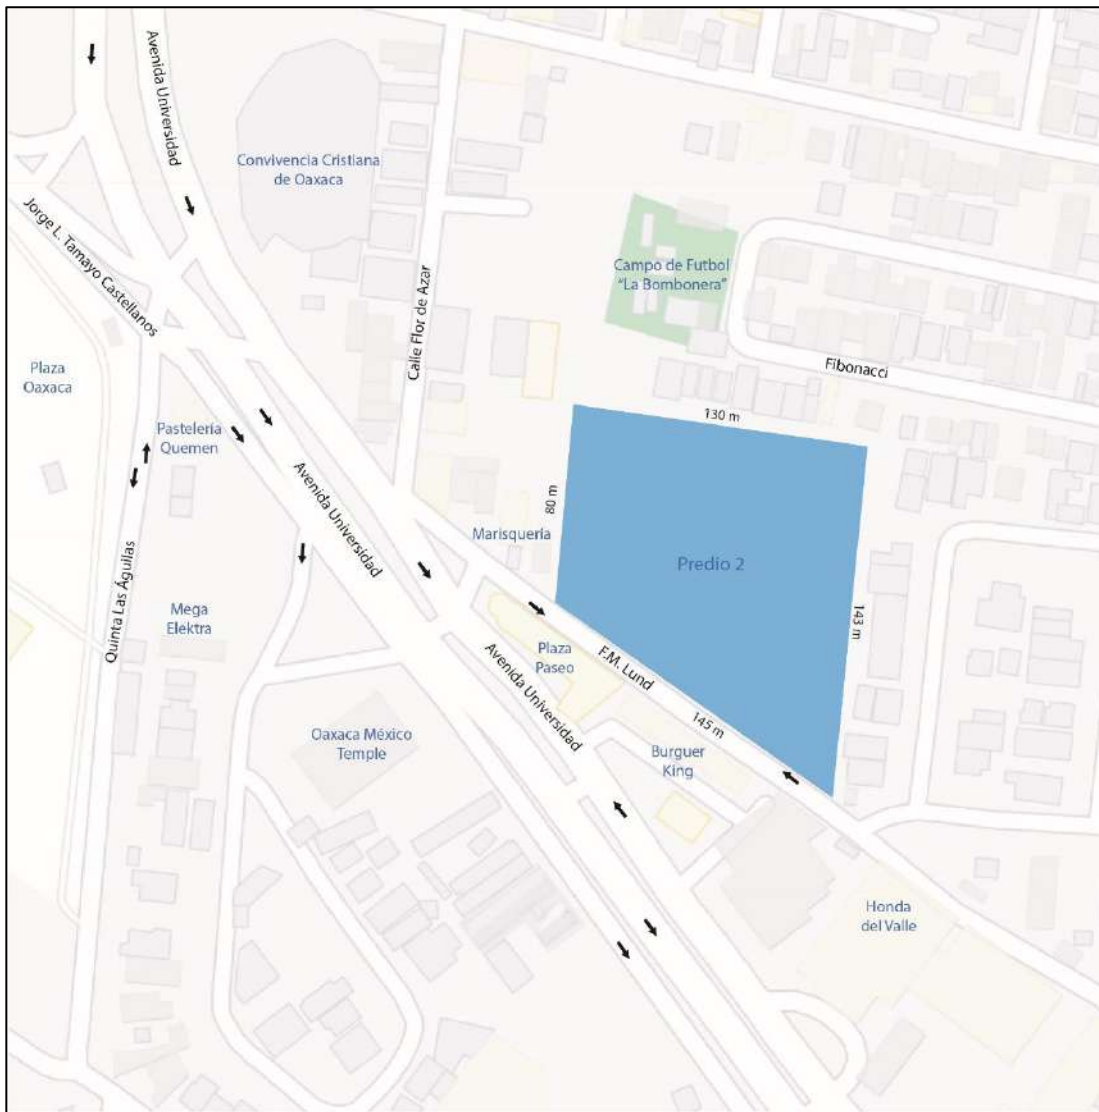 Avenida Universidad
Convivencia Cristiana
de Oaxaca
Jorge L. Tamayo Castellanos
Calle Flor de Azar
Campo de Futbol
"La Bombonera"
Fibonacci
Plaza
Oaxaca
Pastelería
Quemen
130 m
80 m
Avenida Universidad
Marisquería
Predio 2
143 m
Quinta Las Águilas
Mega
Elektra
Plaza
Paseo
F.M. Lund
Avenida Universidad
145 m
Oaxaca México
Temple
Burguer
King
Honda
del Valle